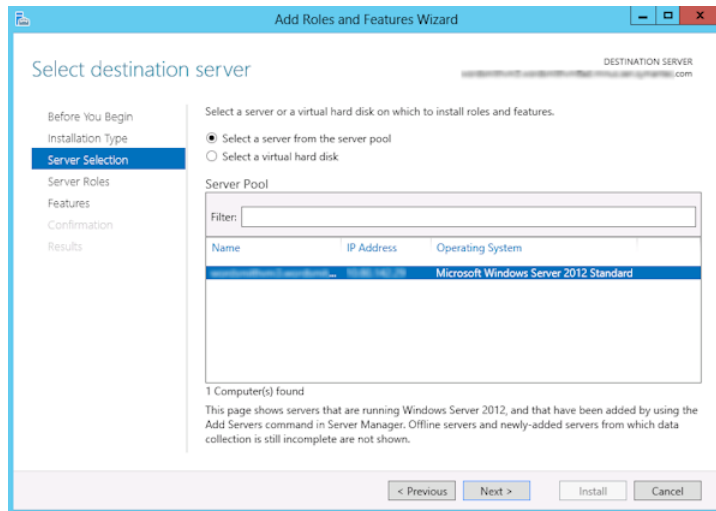 Add Roles and Features Wizard
Select destination server
DESTINATION SERVER
.com
Before You Begin
Installation Type
Server Selection
Server Roles
Features
Confirmation
Results
Select a server or a virtual hard disk on which to install roles and features.
Select a server from the server pool
Select a virtual hard disk
Server Pool
Filter:
Name IP Address Operating System
... Microsoft Windows Server 2012 Standard
1 Computer(s) found
This page shows servers that are running Windows Server 2012, and that have been added by using the
Add Servers command in Server Manager. Offline servers and newly-added servers from which data
collection is still incomplete are not shown.
< Previous Next > Install Cancel